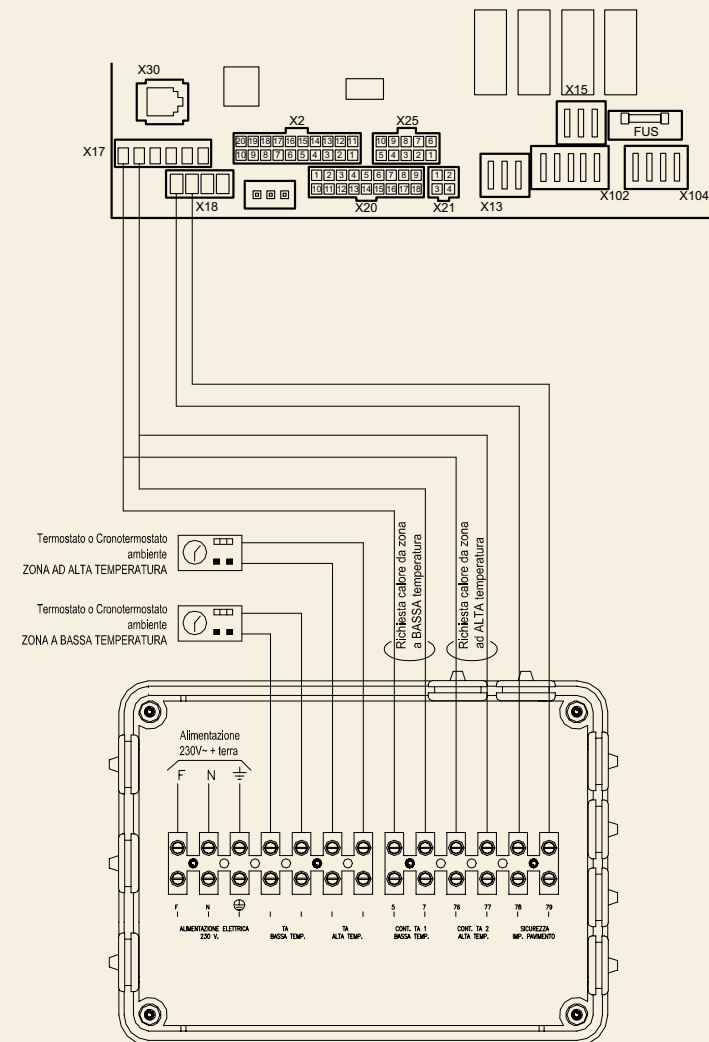 X30
X15
X2
X25
FUS
X17
20 19 18 17 16 15 14 13 12 11
10 9 8 7 6
10 9 8 7 6 5 4 3 2 1
5 4 3 2 1
1 2 3 4 5 6 7 8 9
1 2
10 11 12 13 14 15 16 17 18
3 4
X18
X20
X21
X13
X102
X104
Termostato o Cronotermostato
ambiente
ZONA AD ALTA TEMPERATURA
Termostato o Cronotermostato
ambiente
ZONA A BASSA TEMPERATURA
Richiesta calore da zona
a BASSA temperatura
Richiesta calore da zona
ad ALTA temperatura
Alimentazione
230V~ + terra
F N
F N 5 7 76 77 78 79
ALIMENTAZIONE ELETTRICA
230 V.
TA
BASSA TEMP.
TA
ALTA TEMP.
CONT. TA 1
BASSA TEMP.
CONT. TA 2
ALTA TEMP.
SICUREZZA
IMP. PAVIMENTO